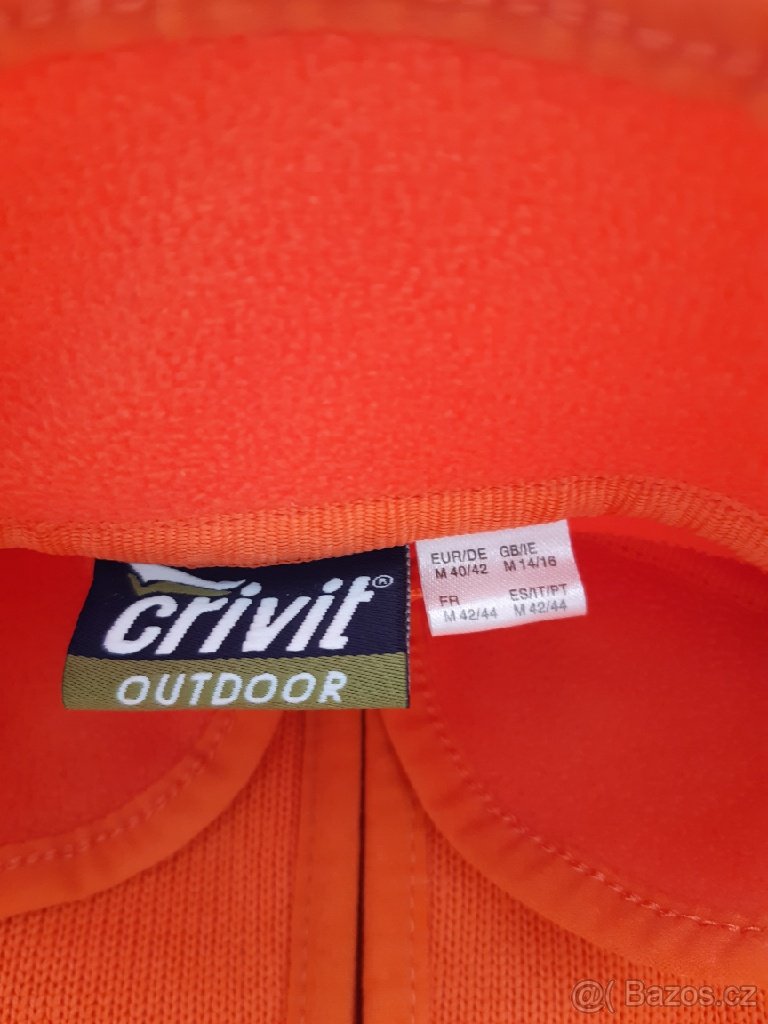 crivit®
OUTDOOR
EUR/DE GB/IE
M 40/42 M 14/16
FR ES/IT/PT
M 42/44 M 42/44
@( Bazos.cz